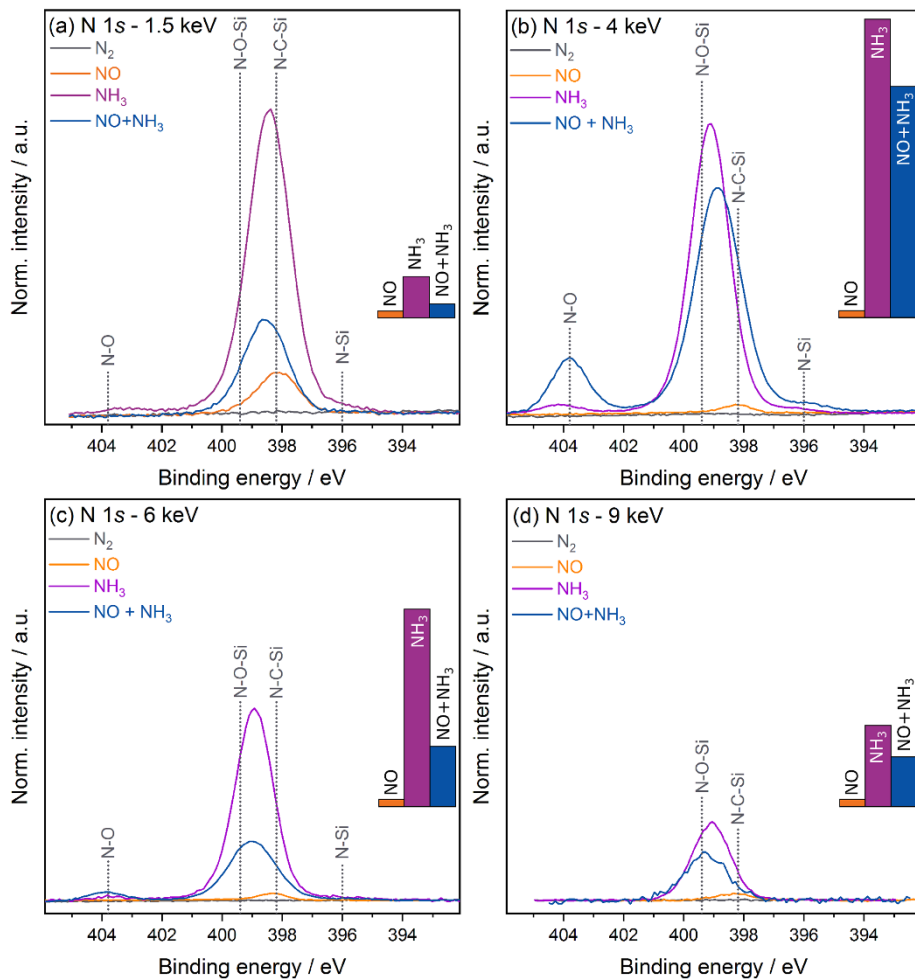 (a) N 1s - 1.5 keV
N₂
NO
NH₃
NO+NH₃
N-O-Si
N-C-Si
N-O
N-Si
NO
NH₃
NO+NH₃
Norm. intensity / a.u.
404 402 400 398 396 394
Binding energy / eV
(b) N 1s - 4 keV
N₂
NO
NH₃
NO + NH₃
N-O-Si
N-C-Si
N-O
N-Si
NO
NH₃
NO+NH₃
Norm. intensity / a.u.
404 402 400 398 396 394
Binding energy / eV
(c) N 1s - 6 keV
N₂
NO
NH₃
NO + NH₃
N-O-Si
N-C-Si
N-O
N-Si
NO
NH₃
NO+NH₃
Norm. intensity / a.u.
404 402 400 398 396 394
Binding energy / eV
(d) N 1s - 9 keV
N₂
NO
NH₃
NO+NH₃
N-O-Si
N-C-Si
NO
NH₃
NO+NH₃
Norm. intensity / a.u.
404 402 400 398 396 394
Binding energy / eV